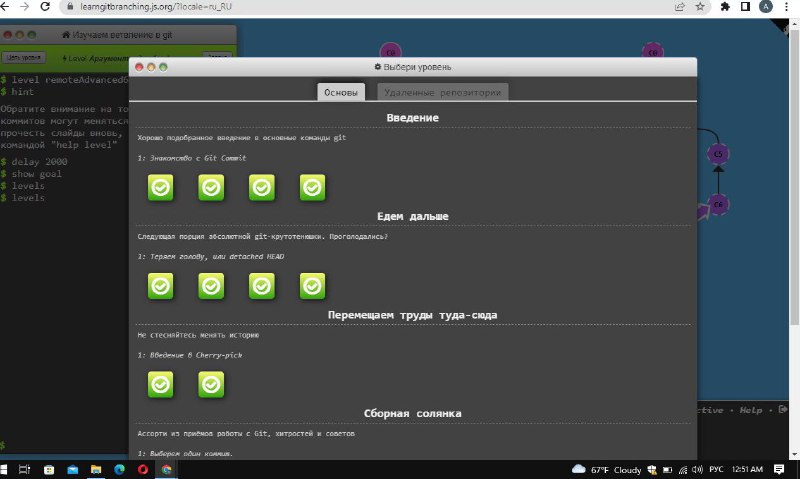 learngitbranching.js.org/?locale=ru_RU
A
Изучаем ветвление в git
Цель уровня
Level
$ level remoteAdvanced
$ hint
Обратите внимание на то
коммитов могут меняться
прочесть слайды вновь,
командой "help level"
$ delay 2000
$ show goal
$ levels
$ levels
$
Выбери уровень
Основы
Удаленные репозитории
Введение
Хорошо подобранное введение в основные команды git
1: Знакомство с Git Commit
Едем дальше
Следующая порция абсолютной git-крутотенюшки. Проголодались?
1: Теряем голову, или detached HEAD
Перемещаем труды туда-сюда
Не стесняйтесь менять историю
1: Введение в Cherry-pick
Сборная солянка
Ассорти из приёмов работы с Git, хитростей и советов
1: Выберем один коммит.
C0
C0
C5
C6
ctive • Help •
67°F Cloudy
РУС
12:51 AM